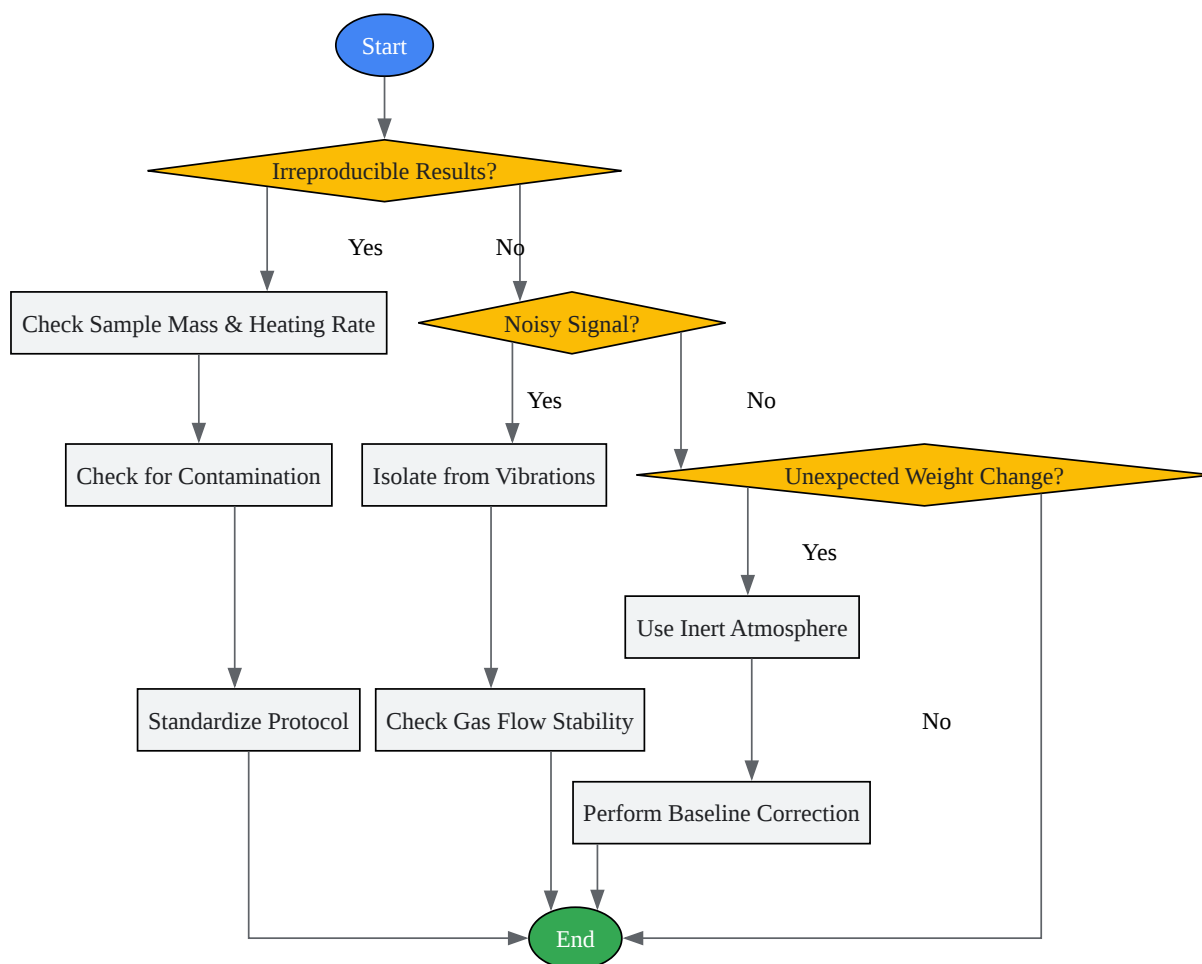 Start
Irreproducible Results?
Yes
No
Check Sample Mass & Heating Rate
Noisy Signal?
Yes
No
Check for Contamination
Isolate from Vibrations
Unexpected Weight Change?
Yes
Use Inert Atmosphere
Standardize Protocol
Check Gas Flow Stability
No
Perform Baseline Correction
End